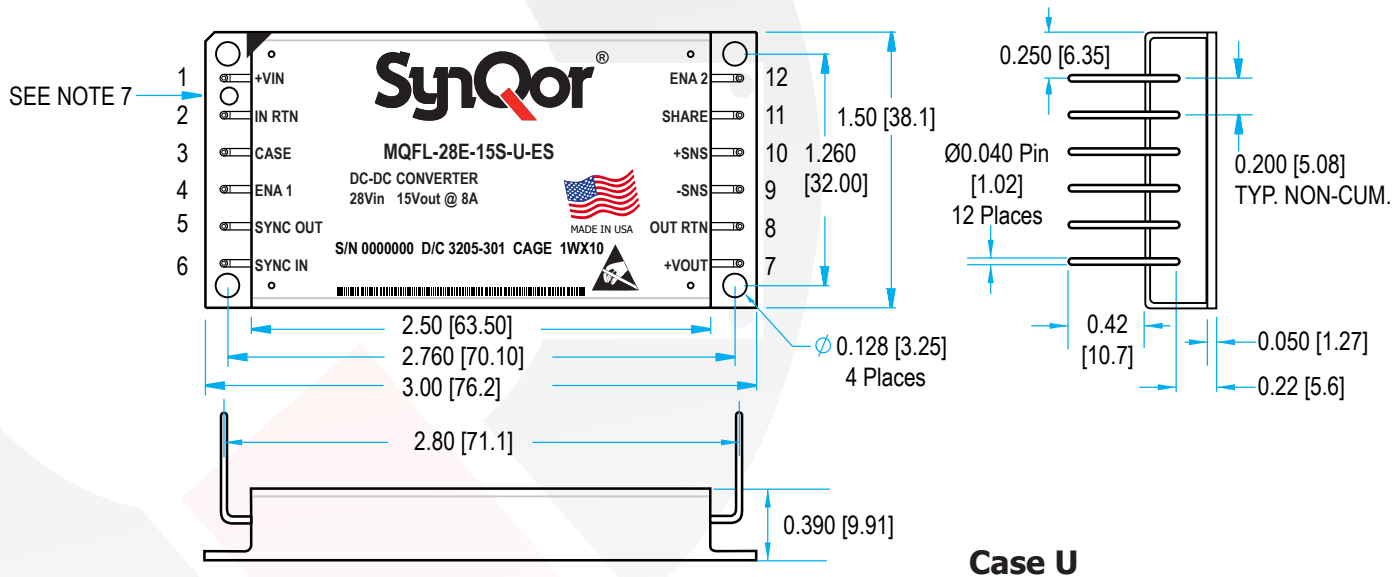 SEE NOTE 7
1
2
3
4
5
6
+VIN
IN RTN
CASE
ENA 1
SYNC OUT
SYNC IN
SynQor®
MQFL-28E-15S-U-ES
DC-DC CONVERTER
28Vin 15Vout @ 8A
MADE IN USA
S/N 0000000 D/C 3205-301 CAGE 1WX10
ENA 2
SHARE
+SNS
-SNS
OUT RTN
+VOUT
12
11
10
9
8
7
1.50 [38.1]
1.260
[32.00]
2.50 [63.50]
2.760 [70.10]
3.00 [76.2]
Ø 0.128 [3.25]
4 Places
0.250 [6.35]
Ø0.040 Pin
[1.02]
12 Places
0.200 [5.08]
TYP. NON-CUM.
0.42
[10.7]
0.050 [1.27]
0.22 [5.6]
2.80 [71.1]
0.390 [9.91]
Case U